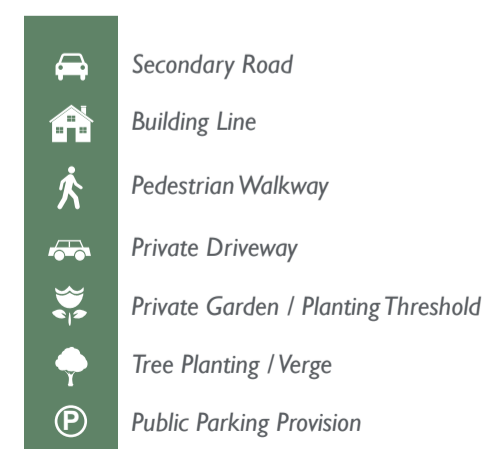 Secondary Road
Building Line
Pedestrian Walkway
Private Driveway
Private Garden / Planting Threshold
Tree Planting / Verge
P Public Parking Provision